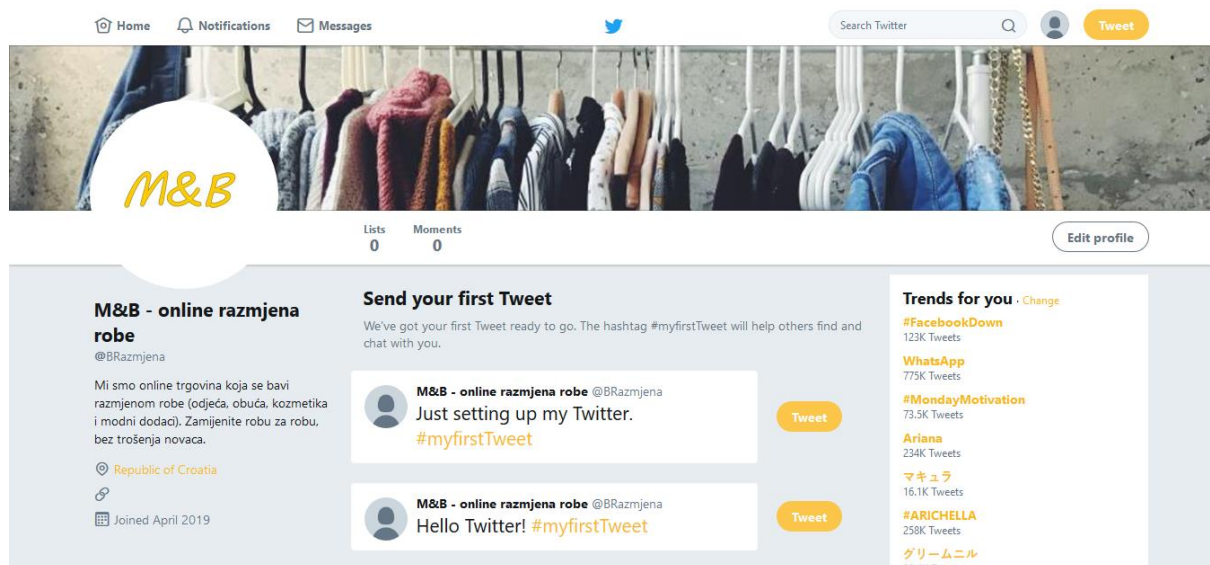 Home Notifications Messages Search Twitter Tweet
M&B
Lists Moments
0 0
Edit profile
M&B - online razmjena
robe
@BRazmjena
Mi smo online trgovina koja se bavi
razmjenom robe (odjeća, obuća, kozmetika
i modni dodaci). Zamijenite robu za robu,
bez trošenja novaca.
Republic of Croatia
Joined April 2019
Send your first Tweet
We've got your first Tweet ready to go. The hashtag #myfirstTweet will help others find and
chat with you.
M&B - online razmjena robe @BRazmjena
Just setting up my Twitter.
#myfirstTweet
Tweet
M&B - online razmjena robe @BRazmjena
Hello Twitter! #myfirstTweet
Tweet
Trends for you · Change
#FacebookDown
123K Tweets
WhatsApp
775K Tweets
#MondayMotivation
73.5K Tweets
Ariana
234K Tweets
マキュラ
16.1K Tweets
#ARICHELLA
258K Tweets
グリームニル